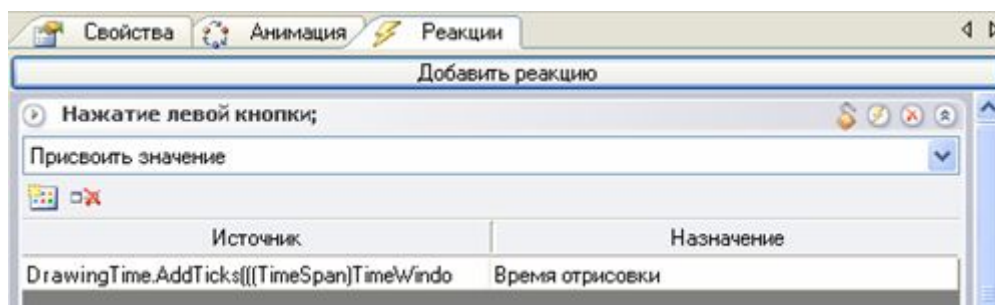 Свойства Анимация Реакции
Добавить реакцию
Нажатие левой кнопки;
Присвоить значение
Источник Назначение
DrawingTime.AddTicks(((TimeSpan)TimeWindo Время отрисовки